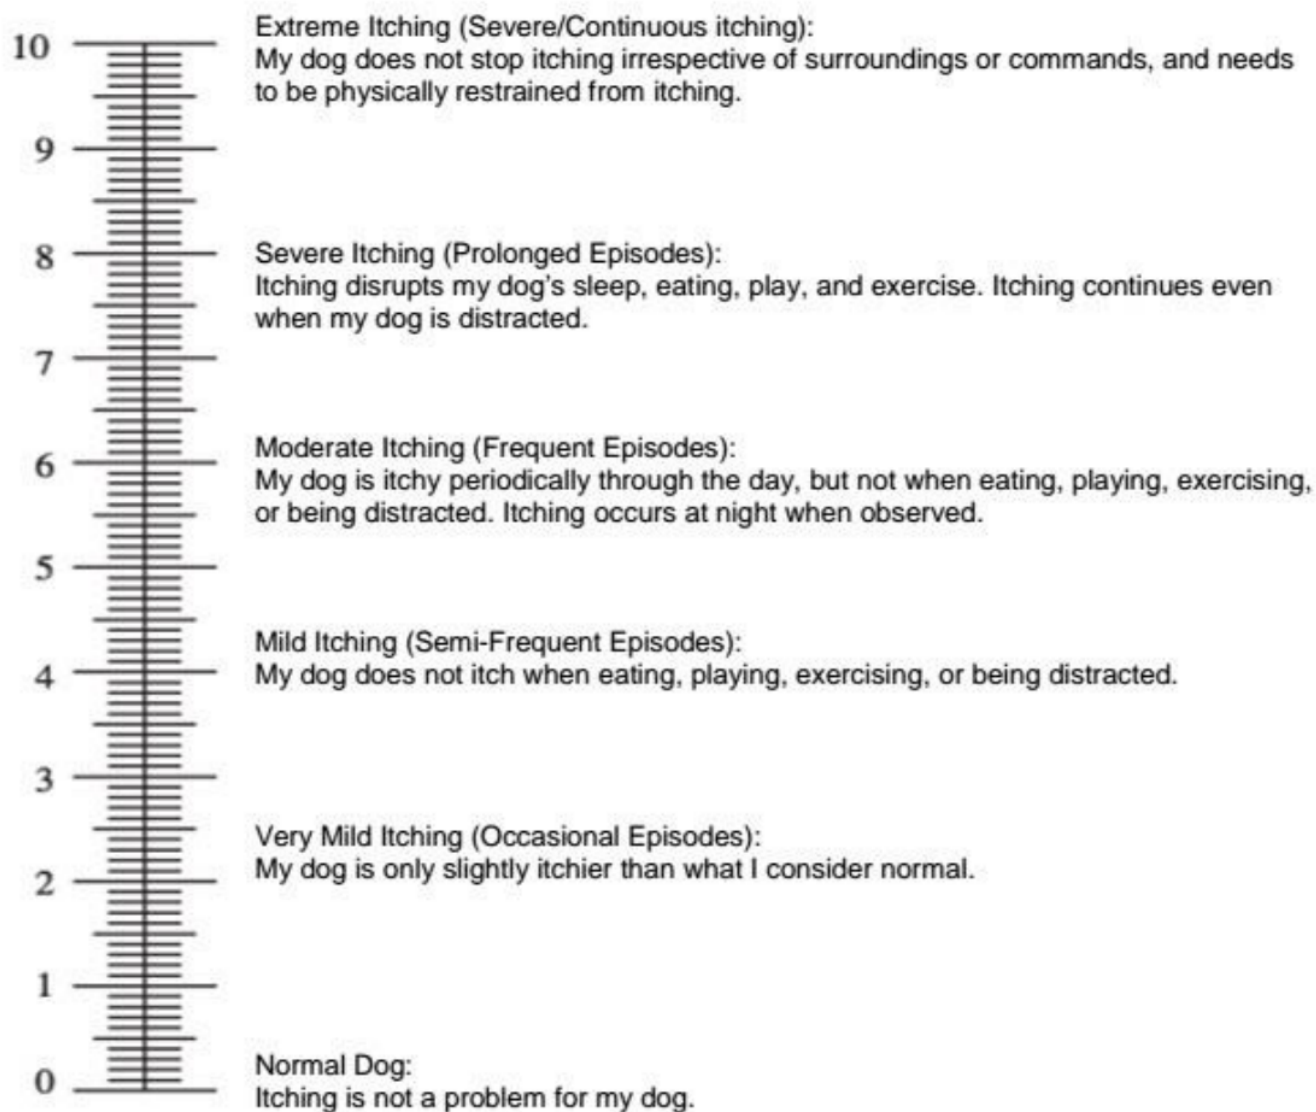 10
Extreme Itching (Severe/Continuous itching):
My dog does not stop itching irrespective of surroundings or commands, and needs
to be physically restrained from itching.
9
8
Severe Itching (Prolonged Episodes):
Itching disrupts my dog’s sleep, eating, play, and exercise. Itching continues even
when my dog is distracted.
7
Moderate Itching (Frequent Episodes):
6
My dog is itchy periodically through the day, but not when eating, playing, exercising,
or being distracted. Itching occurs at night when observed.
5
Mild Itching (Semi-Frequent Episodes):
4
My dog does not itch when eating, playing, exercising, or being distracted.
3
Very Mild Itching (Occasional Episodes):
My dog is only slightly itchier than what I consider normal.
2
1
Normal Dog:
0
Itching is not a problem for my dog.